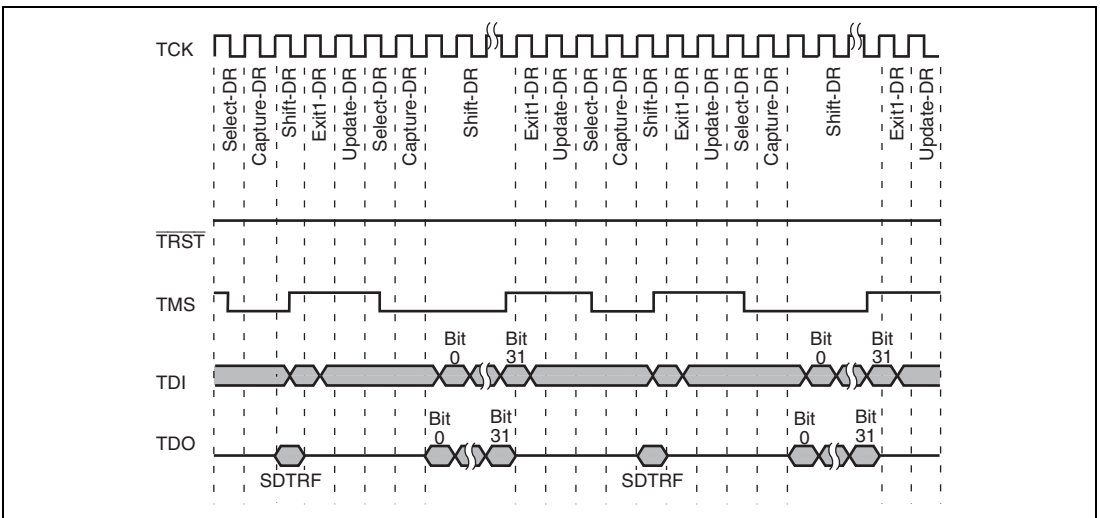 TCK
Select-DR
Capture-DR
Shift-DR
Exit1-DR
Update-DR
Select-DR
Capture-DR
Shift-DR
Exit1-DR
Update-DR
Select-DR
Capture-DR
Shift-DR
Exit1-DR
Update-DR
Select-DR
Capture-DR
Shift-DR
Exit1-DR
Update-DR
TRST
TMS
Bit 0
Bit 31
Bit 0
Bit 31
TDI
Bit 0
Bit 31
Bit 0
Bit 31
TDO
SDTRF
SDTRF